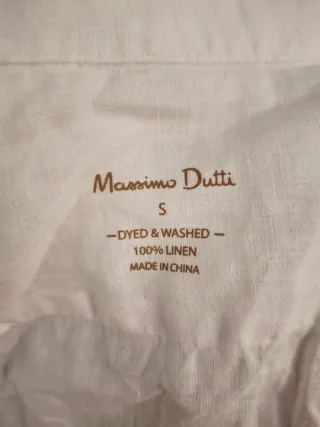 Massimo Dutti
S
—DYED & WASHED—
100% LINEN
MADE IN CHINA